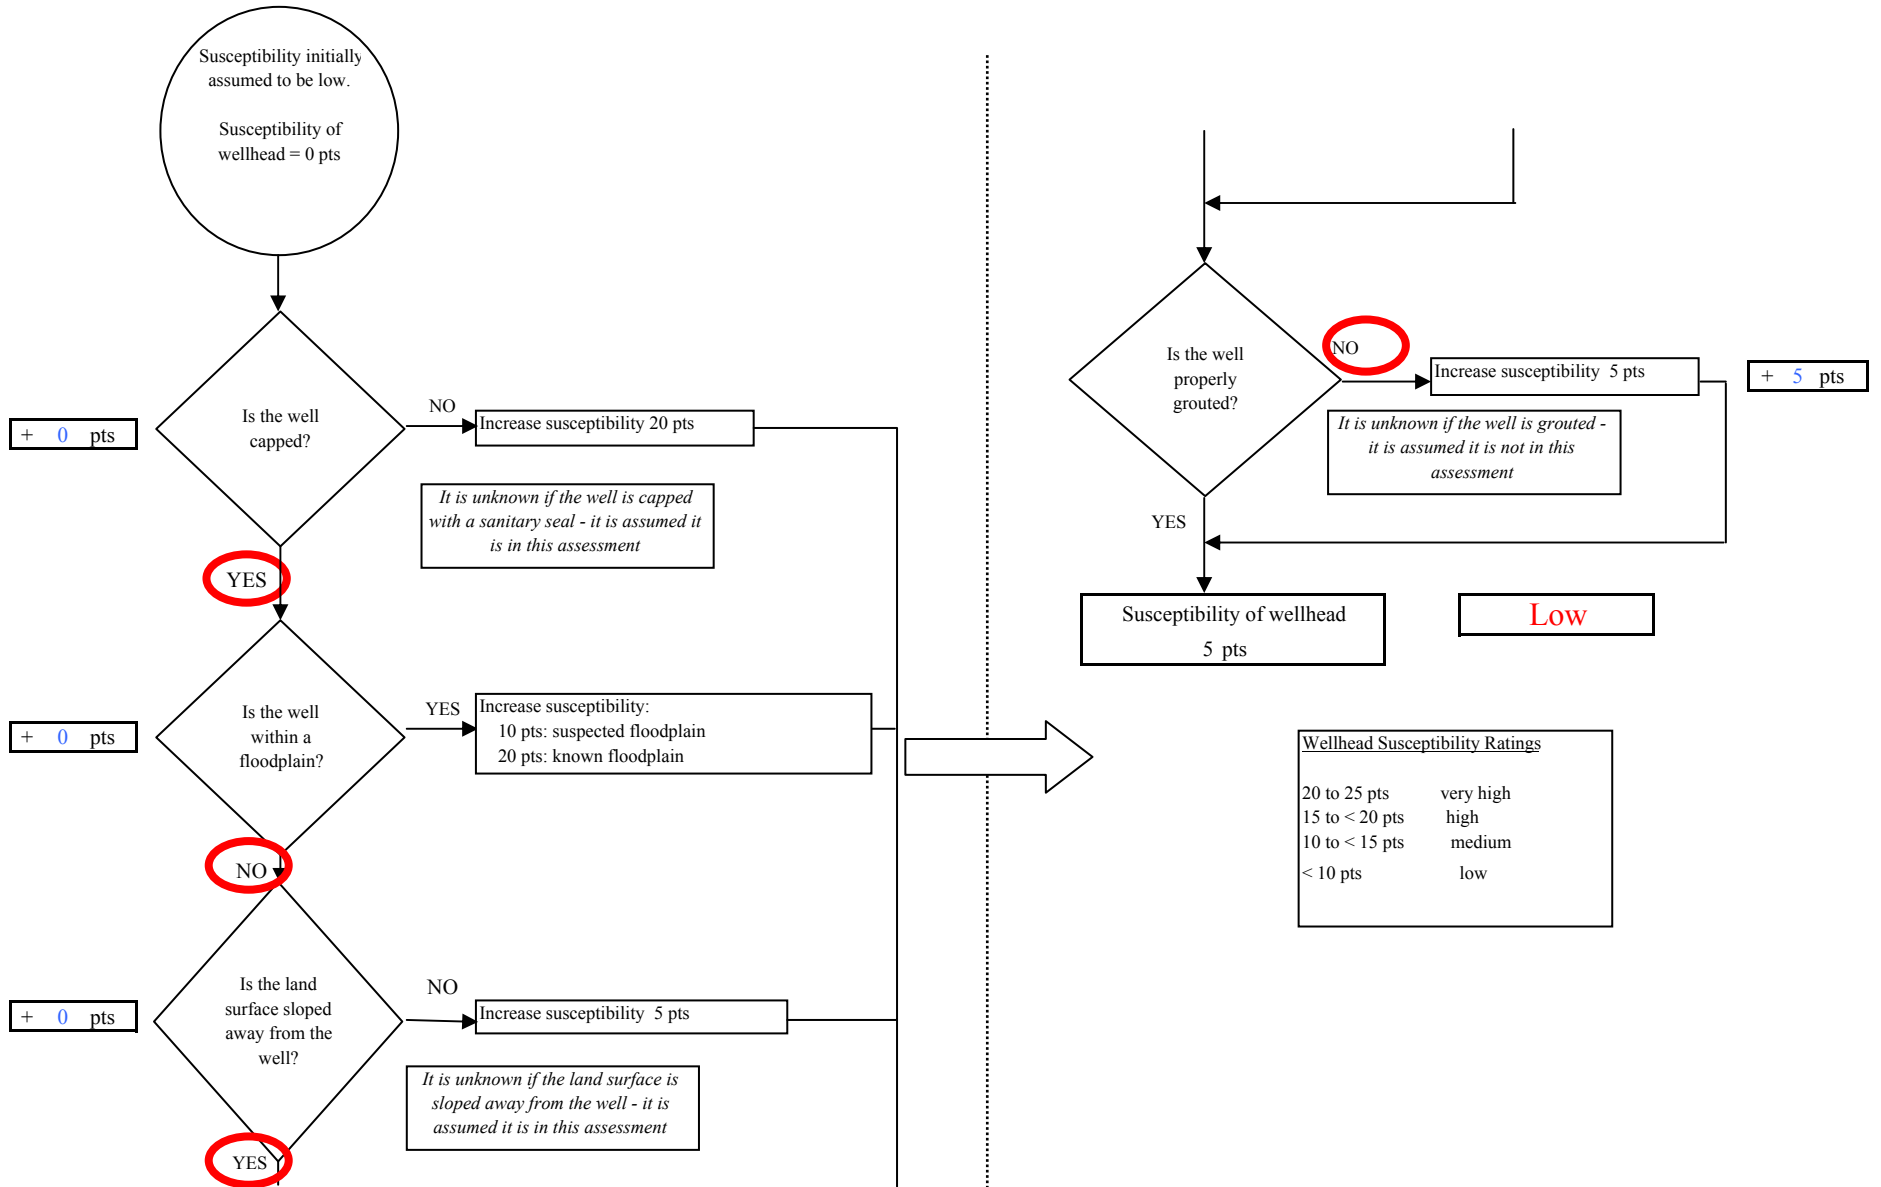 Susceptibility initially
assumed to be low.
Susceptibility of
wellhead = 0 pts
Is the well
capped?
NO
Increase susceptibility 20 pts
+ 0 pts
It is unknown if the well is capped
with a sanitary seal - it is assumed it
is in this assessment
YES
Is the well
within a
floodplain?
YES
Increase susceptibility:
10 pts: suspected floodplain
20 pts: known floodplain
+ 0 pts
NO
Is the land
surface sloped
away from the
well?
NO
Increase susceptibility 5 pts
+ 0 pts
It is unknown if the land surface is
sloped away from the well - it is
assumed it is in this assessment
YES
Is the well
properly
grouted?
NO
Increase susceptibility 5 pts
+ 5 pts
It is unknown if the well is grouted -
it is assumed it is not in this
assessment
YES
Susceptibility of wellhead
5 pts
Low
Wellhead Susceptibility Ratings
20 to 25 pts very high
15 to < 20 pts high
10 to < 15 pts medium
< 10 pts low